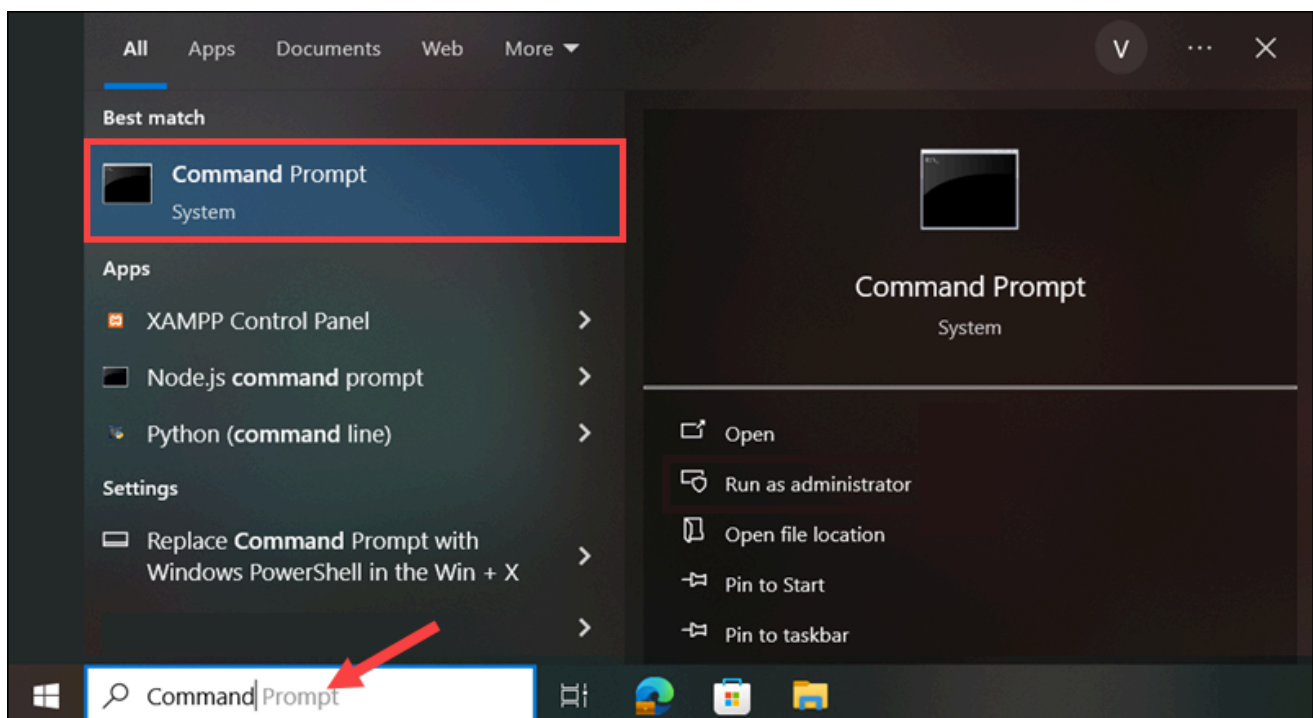 All Apps Documents Web More V
Best match
Command Prompt
System
Apps
XAMPP Control Panel
Node.js command prompt
Python (command line)
Settings
Replace Command Prompt with
Windows PowerShell in the Win + X
Command Prompt
Command Prompt
System
Open
Run as administrator
Open file location
Pin to Start
Pin to taskbar